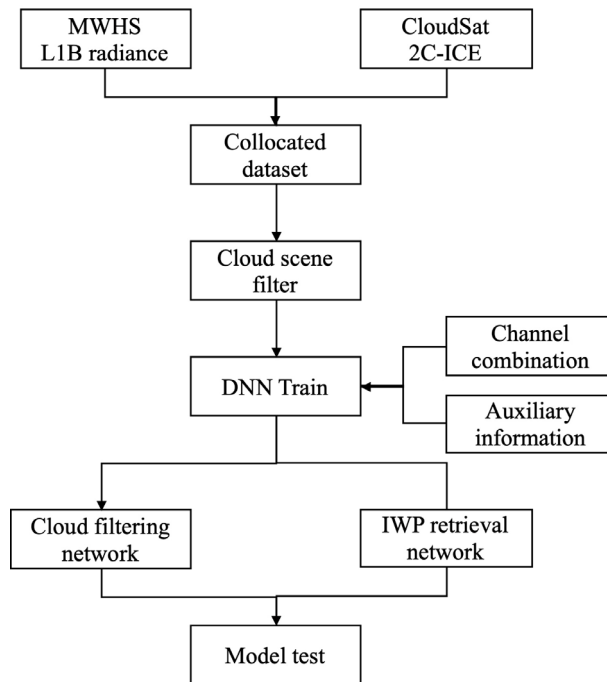 MWHS
L1B radiance
CloudSat
2C-ICE
Collocated
dataset
Cloud scene
filter
Channel
combination
DNN Train
Auxiliary
information
Cloud filtering
network
IWP retrieval
network
Model test